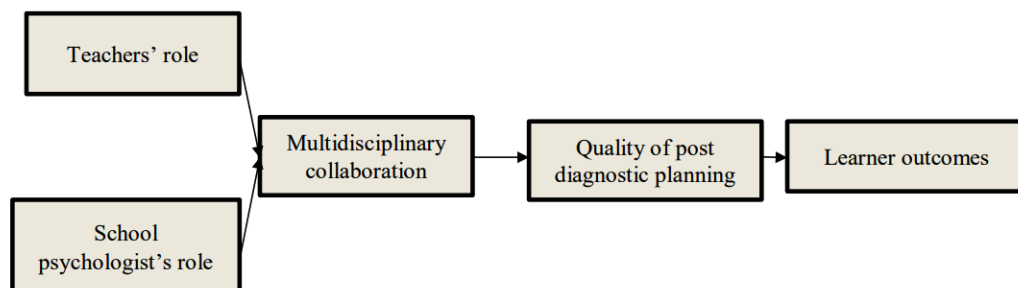 Teachers’ role
Multidisciplinary
collaboration
Quality of post
diagnostic planning
Learner outcomes
School
psychologist’s role